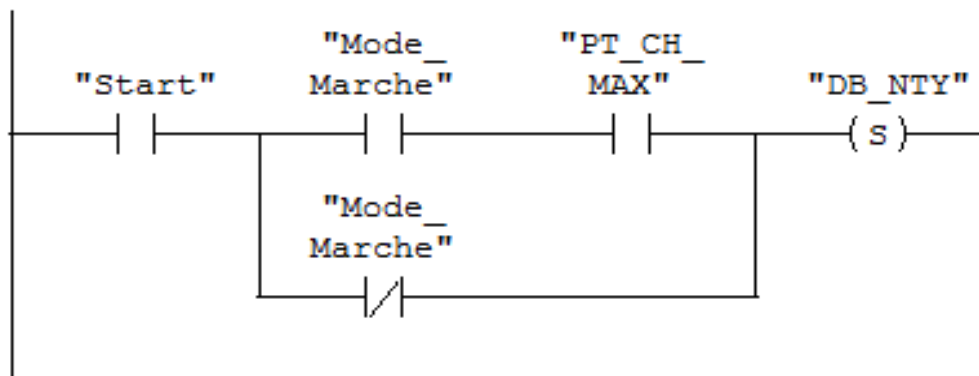 "Start"
"Mode_
Marche"
"PT_CH_
MAX"
"DB_NTY"
S
"Mode_
Marche"